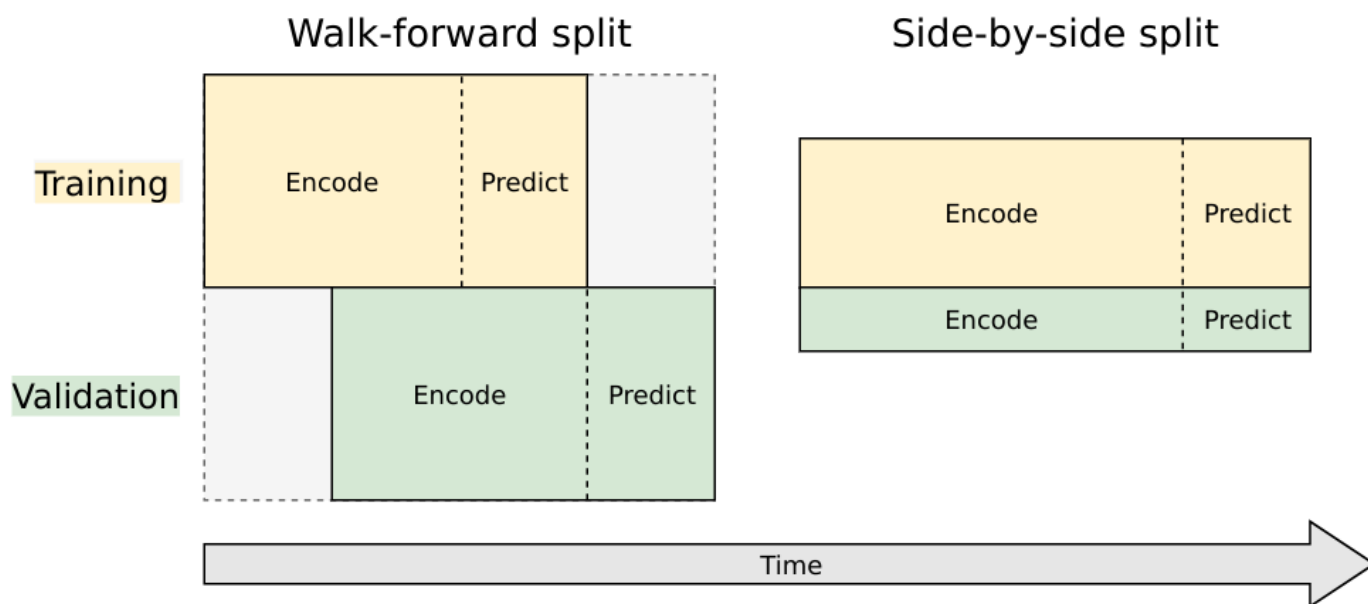 Walk-forward split
Side-by-side split
Training
Encode
Predict
Encode
Predict
Encode
Predict
Validation
Encode
Predict
Time